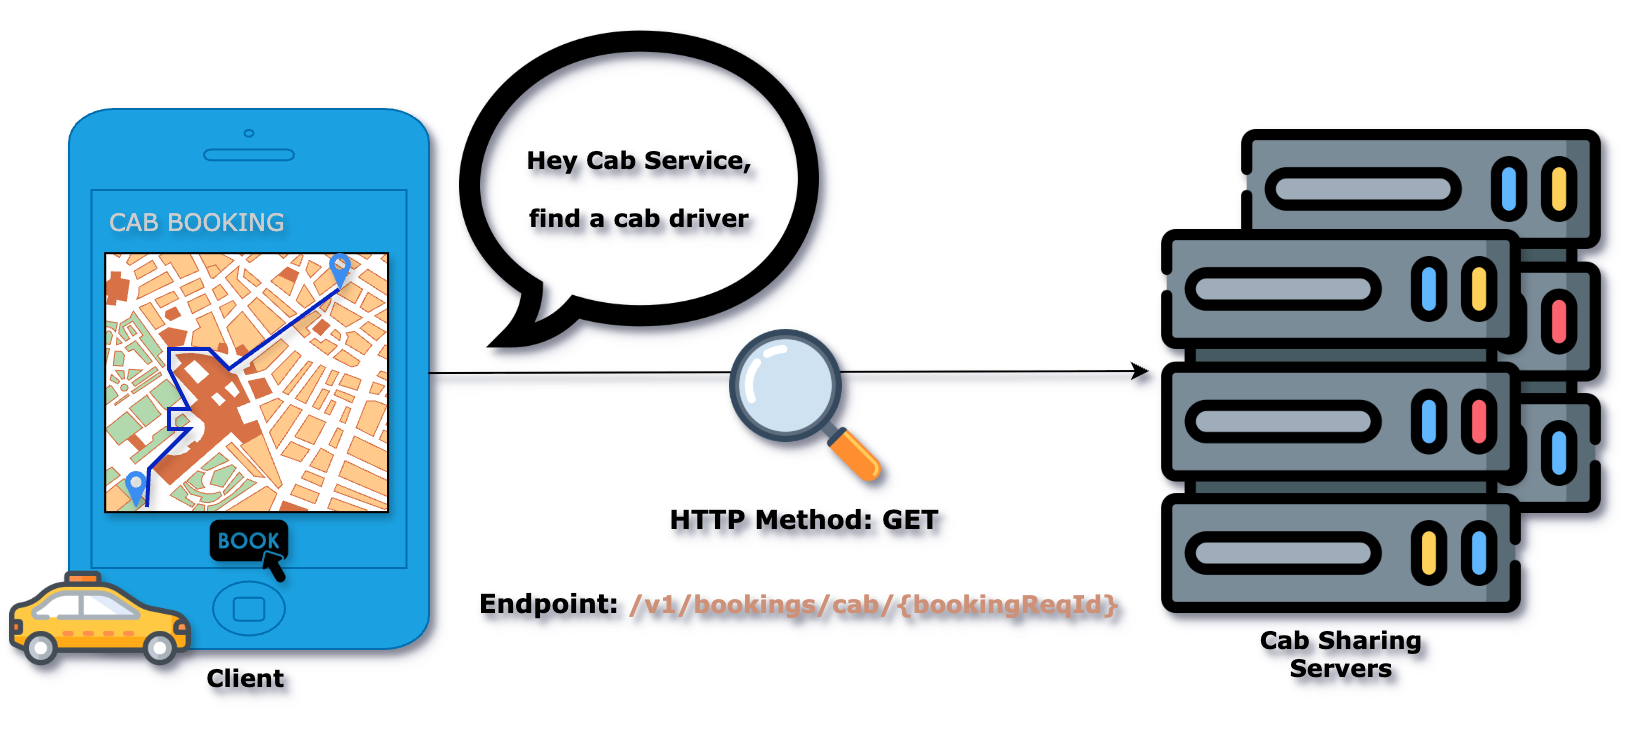 Hey Cab Service,
find a cab driver
CAB BOOKING
BOOK
HTTP Method: GET
Endpoint: /v1/bookings/cab/{bookingReqId}
Client
Cab Sharing
Servers